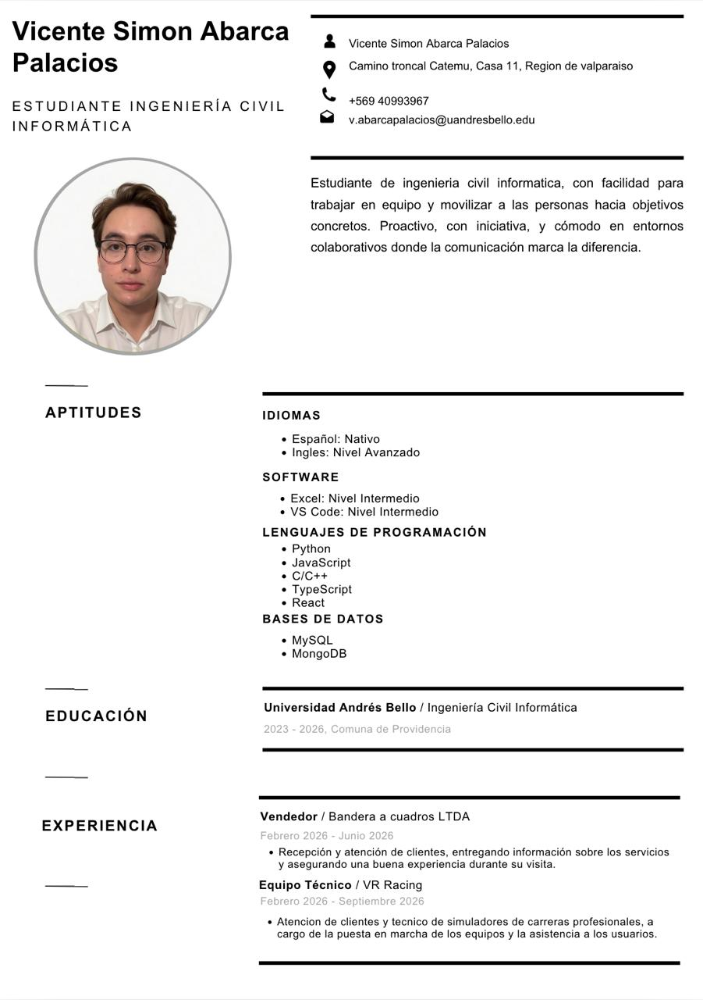 Vicente Simon Abarca
Palacios
ESTUDIANTE INGENIERÍA CIVIL
INFORMÁTICA
Vicente Simon Abarca Palacios
Camino troncal Catemu, Casa 11, Region de valparaiso
+569 40993967
v.abarcapalacios@uandresbello.edu
Estudiante de ingenieria civil informatica, con facilidad para
trabajar en equipo y movilizar a las personas hacia objetivos
concretos. Proactivo, con iniciativa, y cómodo en entornos
colaborativos donde la comunicación marca la diferencia.
APTITUDES
IDIOMAS
• Español: Nativo
• Ingles: Nivel Avanzado
SOFTWARE
• Excel: Nivel Intermedio
• VS Code: Nivel Intermedio
LENGUAJES DE PROGRAMACIÓN
• Python
• JavaScript
• C/C++
• TypeScript
• React
BASES DE DATOS
• MySQL
• MongoDB
EDUCACIÓN
Universidad Andrés Bello / Ingeniería Civil Informática
2023 - 2026, Comuna de Providencia
EXPERIENCIA
Vendedor / Bandera a cuadros LTDA
Febrero 2026 - Junio 2026
• Recepción y atención de clientes, entregando información sobre los servicios
y asegurando una buena experiencia durante su visita.
Equipo Técnico / VR Racing
Febrero 2026 - Septiembre 2026
• Atencion de clientes y tecnico de simuladores de carreras profesionales, a
cargo de la puesta en marcha de los equipos y la asistencia a los usuarios.